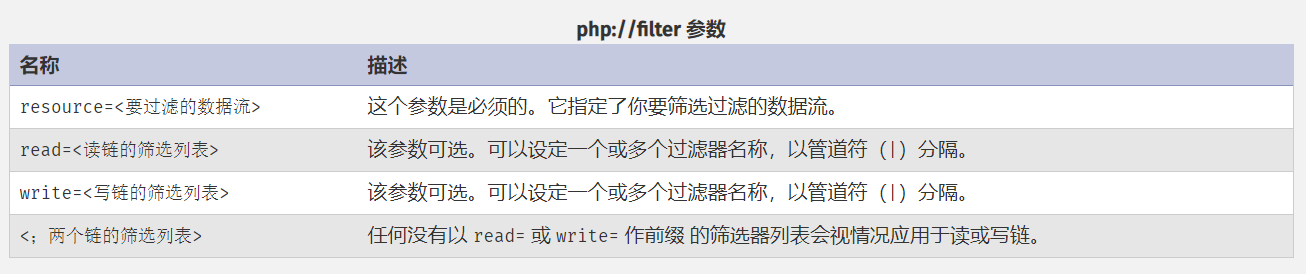 php://filter 参数
名称 描述
resource=<要过滤的数据流> 这个参数是必须的。它指定了你要筛选过滤的数据流。
read=<读链的筛选列表> 该参数可选。可以设定一个或多个过滤器名称，以管道符（|）分隔。
write=<写链的筛选列表> 该参数可选。可以设定一个或多个过滤器名称，以管道符（|）分隔。
<；两个链的筛选列表> 任何没有以 read= 或 write= 作前缀 的筛选器列表会视情况应用于读或写链。